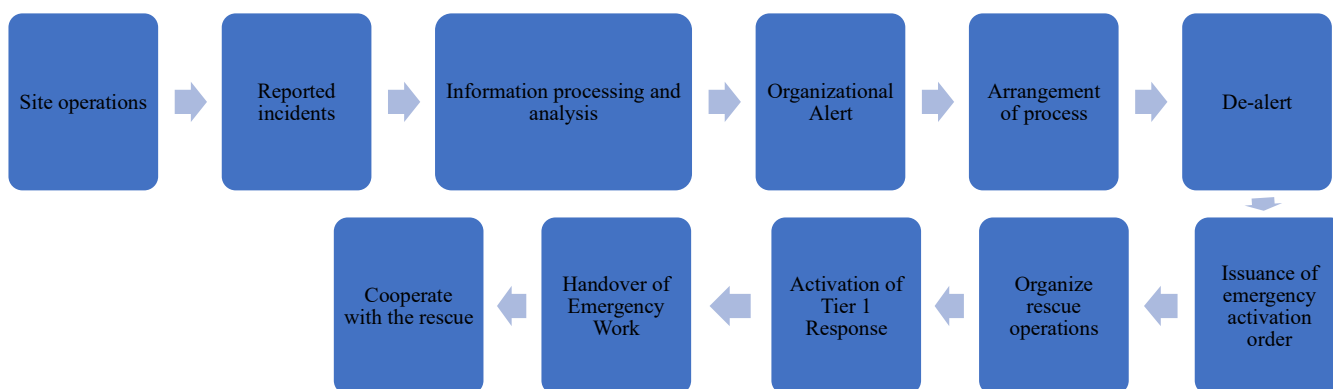 Site operations
Reported
incidents
Information processing and
analysis
Organizational
Alert
Arrangement
of process
De-alert
Issuance of
emergency
activation
order
Organize
rescue
operations
Activation of
Tier 1
Response
Handover of
Emergency
Work
Cooperate
with the rescue